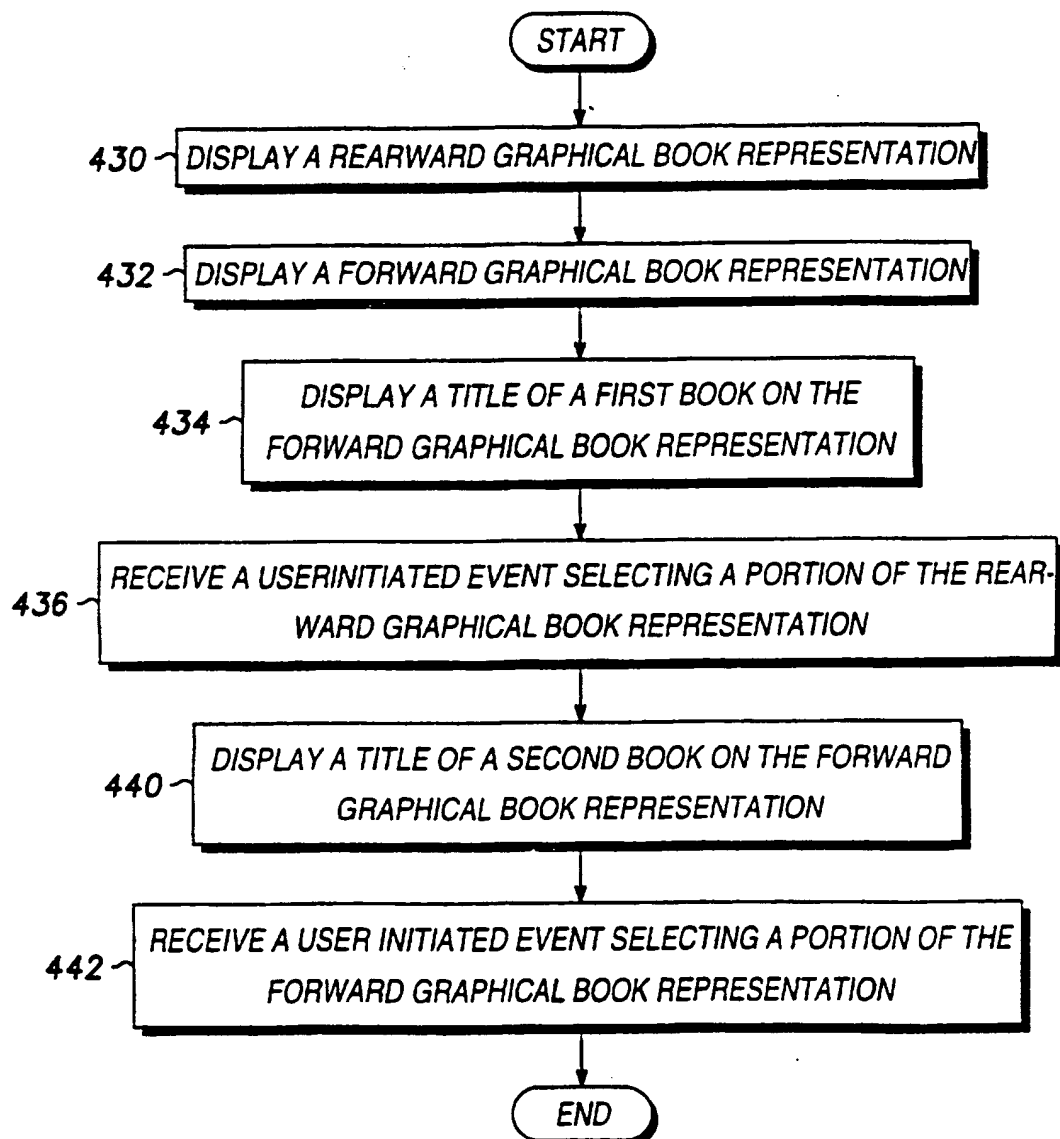 START
430 DISPLAY A REARWARD GRAPHICAL BOOK REPRESENTATION
432 DISPLAY A FORWARD GRAPHICAL BOOK REPRESENTATION
DISPLAY A TITLE OF A FIRST BOOK ON THE
434
FORWARD GRAPHICAL BOOK REPRESENTATION
RECEIVE A USERINITIATED EVENT SELECTING A PORTION OF THE REAR-
436
WARD GRAPHICAL BOOK REPRESENTATION
DISPLAY A TITLE OF A SECOND BOOK ON THE FORWARD
440
GRAPHICAL BOOK REPRESENTATION
RECEIVE A USER INITIATED EVENT SELECTING A PORTION OF THE
442
FORWARD GRAPHICAL BOOK REPRESENTATION
END